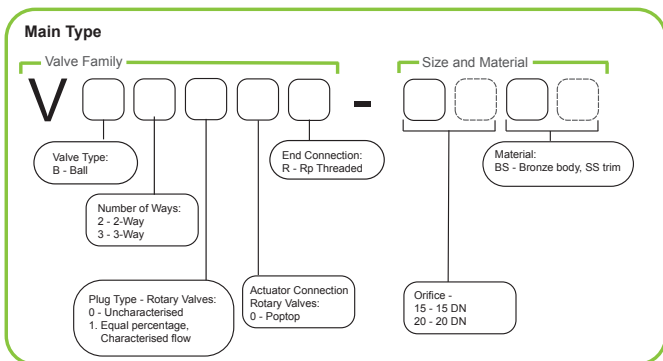 Main Type
Valve Family
Size and Material
V
-
Valve Type:
B - Ball
End Connection:
R - Rp Threaded
Material:
BS - Bronze body, SS trim
Number of Ways:
2 - 2-Way
3 - 3-Way
Plug Type - Rotary Valves:
0 - Uncharacterised
1. Equal percentage,
Characterised flow
Actuator Connection
Rotary Valves:
0 - Poptop
Orifice -
15 - 15 DN
20 - 20 DN